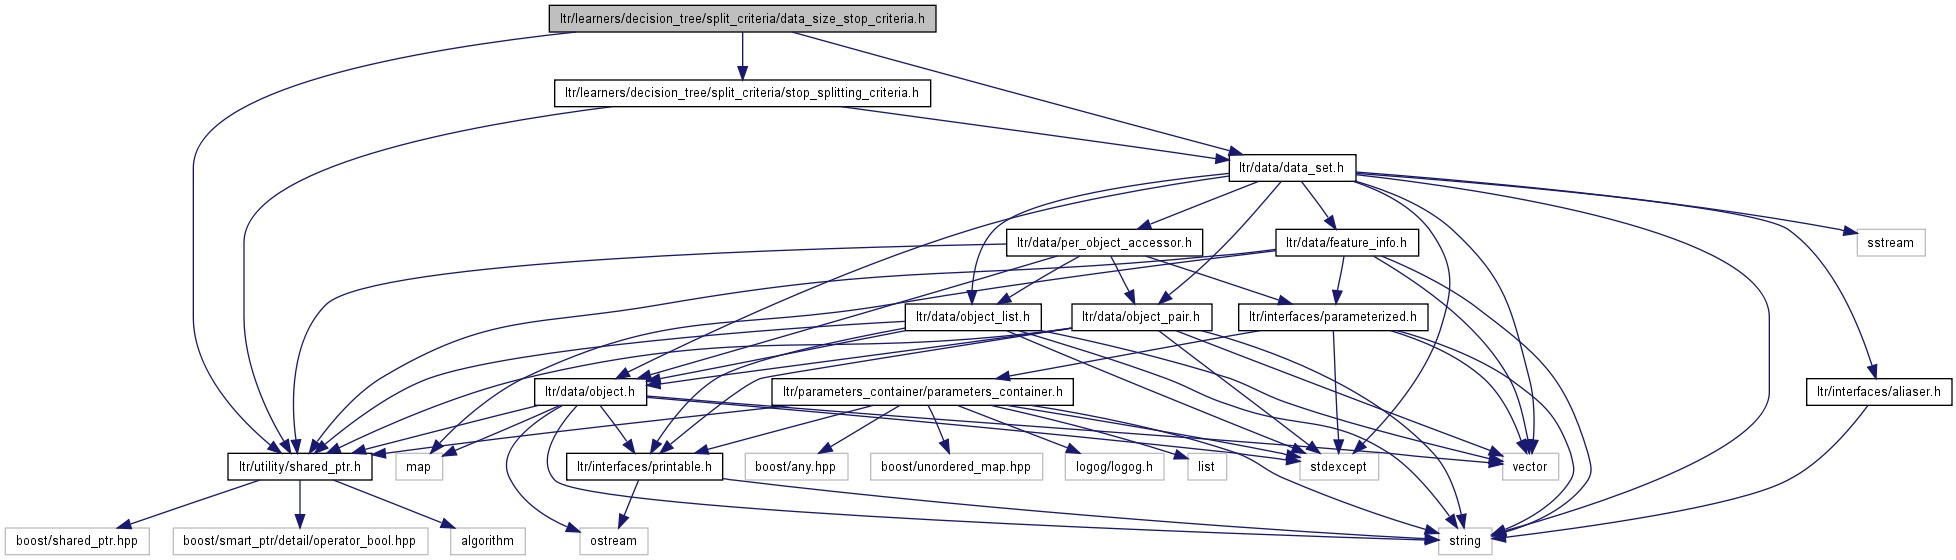 ltr/learners/decision_tree/split_criteria/data_size_stop_criteria.h
ltr/learners/decision_tree/split_criteria/stop_splitting_criteria.h
ltr/data/data_set.h
ltr/data/per_object_accessor.h
ltr/data/feature_info.h
sstream
ltr/data/object_list.h
ltr/data/object_pair.h
ltr/interfaces/parameterized.h
ltr/data/object.h
ltr/parameters_container/parameters_container.h
ltr/interfaces/aliaser.h
ltr/utility/shared_ptr.h
map
ltr/interfaces/printable.h
boost/any.hpp
boost/unordered_map.hpp
logog/logog.h
list
stdexcept
vector
boost/shared_ptr.hpp
boost/smart_ptr/detail/operator_bool.hpp
algorithm
ostream
string